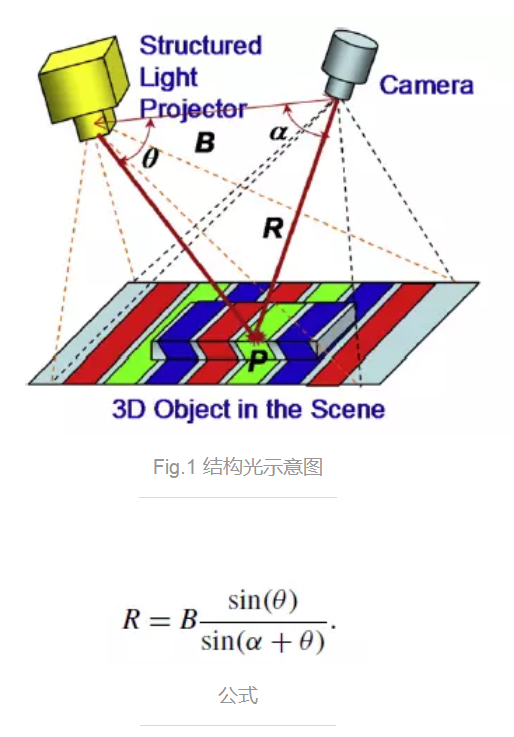 Structured
Light
Projector
Camera
B
α
θ
R
P
3D Object in the Scene
Fig.1 结构光示意图
R = B sin(θ) / sin(α + θ).
公式